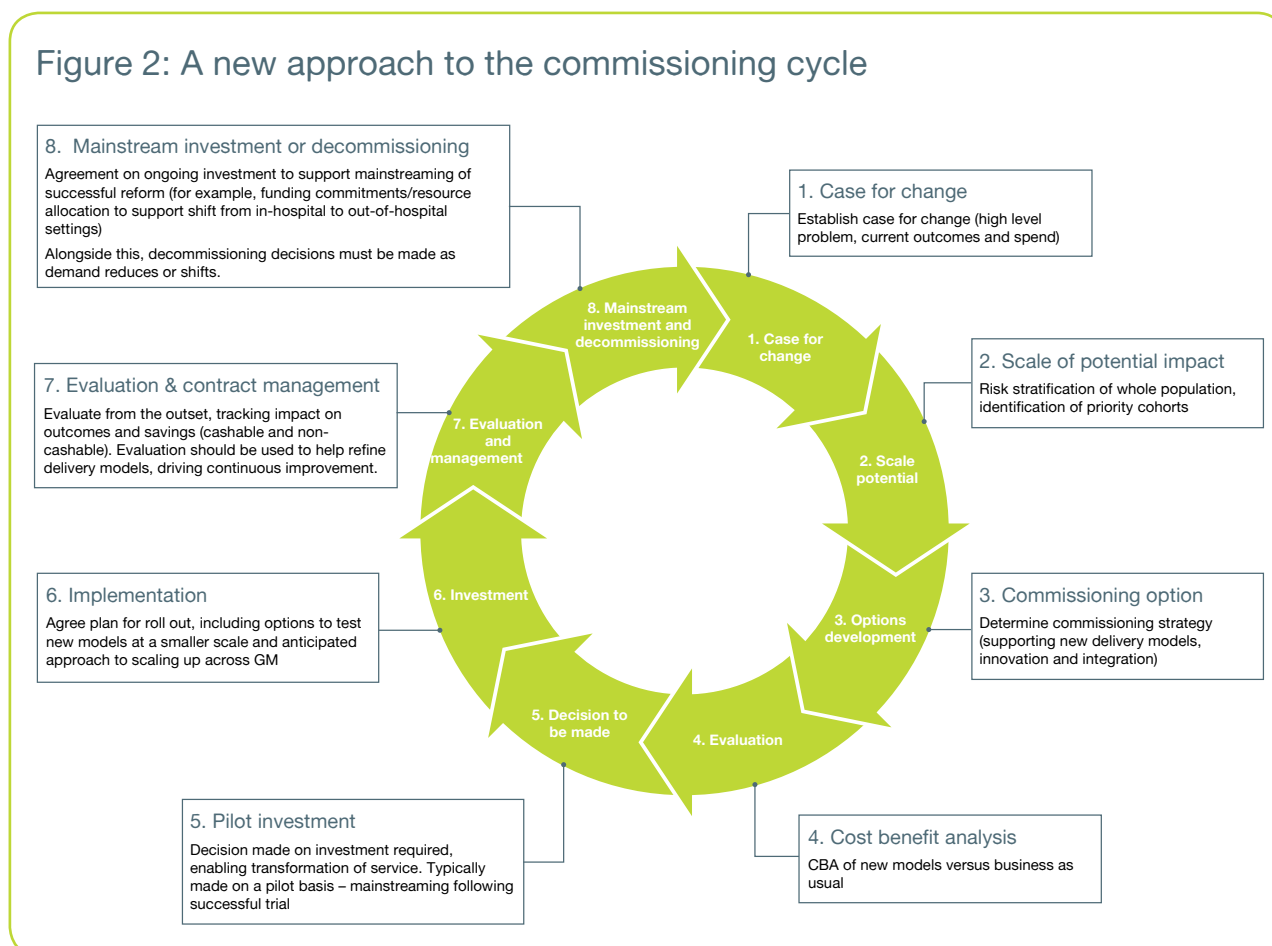 Figure 2: A new approach to the commissioning cycle
8. Mainstream investment or decommissioning
Agreement on ongoing investment to support mainstreaming of
successful reform (for example, funding commitments/resource
allocation to support shift from in-hospital to out-of-hospital
settings)
Alongside this, decommissioning decisions must be made as
demand reduces or shifts.
1. Case for change
Establish case for change (high level
problem, current outcomes and spend)
8. Mainstream
investment and
decommissioning
1. Case for
change
2. Scale of potential impact
Risk stratification of whole population,
identification of priority cohorts
7. Evaluation & contract management
Evaluate from the outset, tracking impact on
outcomes and savings (cashable and non-
cashable). Evaluation should be used to help refine
delivery models, driving continuous improvement.
7. Evaluation
and
management
2. Scale
potential
6. Implementation
Agree plan for roll out, including options to test
new models at a smaller scale and anticipated
approach to scaling up across GM
6. Investment
3. Options
development
3. Commissioning option
Determine commissioning strategy
(supporting new delivery models,
innovation and integration)
5. Decision to
be made
4. Evaluation
5. Pilot investment
Decision made on investment required,
enabling transformation of service. Typically
made on a pilot basis – mainstreaming following
successful trial
4. Cost benefit analysis
CBA of new models versus business as
usual